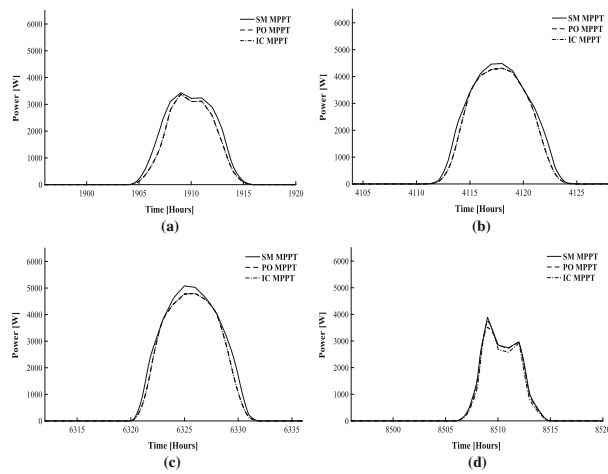 SM MPPT
PO MPPT
IC MPPT
Power [W]
6000
5000
4000
3000
2000
1000
0
1900 1905 1910 1915 1920
Time [Hours]
(a)
SM MPPT
PO MPPT
IC MPPT
Power [W]
6000
5000
4000
3000
2000
1000
0
4105 4110 4115 4120 4125
Time [Hours]
(b)
SM MPPT
PO MPPT
IC MPPT
Power [W]
6000
5000
4000
3000
2000
1000
0
6315 6320 6325 6330 6335
Time [Hours]
(c)
SM MPPT
PO MPPT
IC MPPT
Power [W]
6000
5000
4000
3000
2000
1000
0
8500 8505 8510 8515 8520
Time [Hours]
(d)